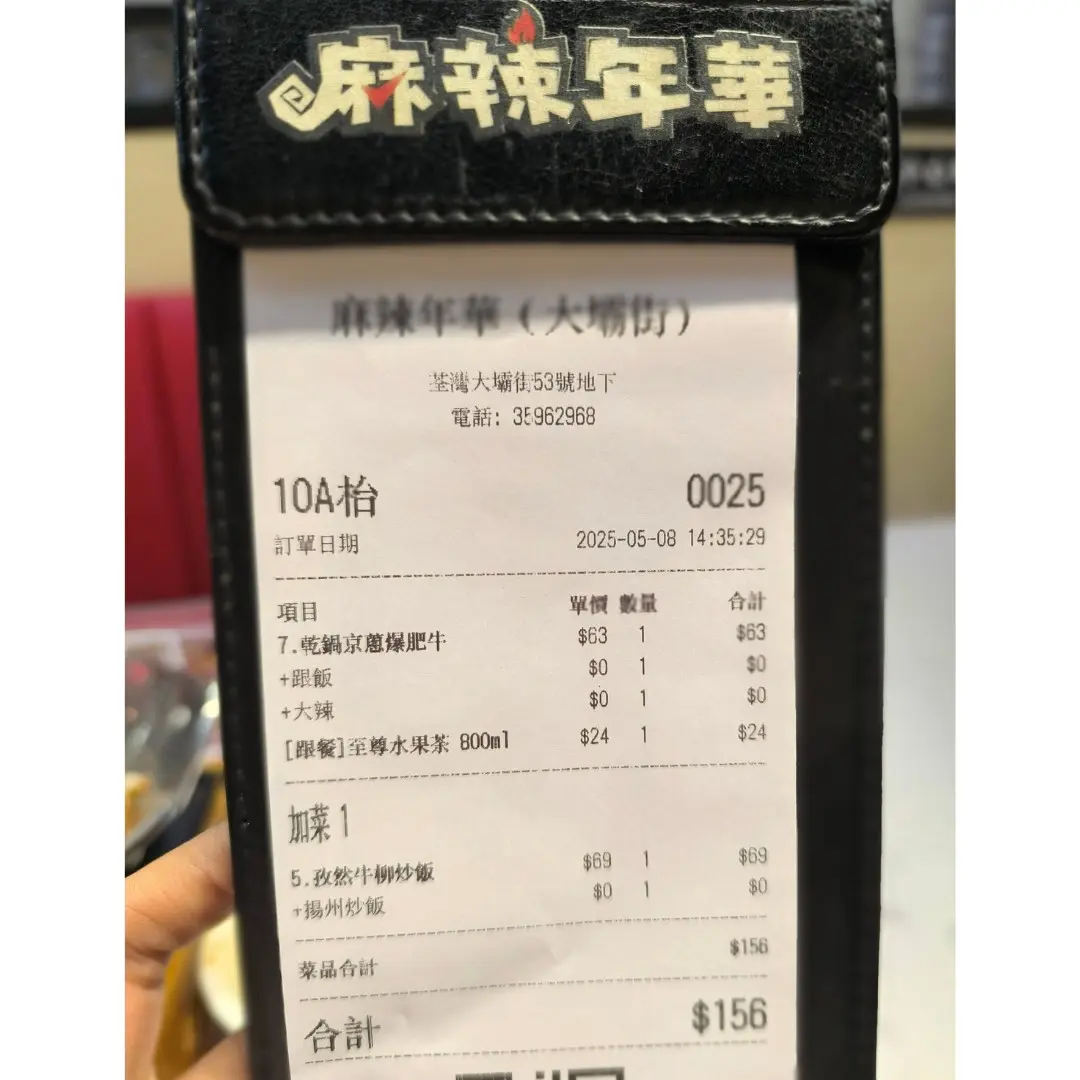 麻辣年華
麻辣年華（大壩街）
荃灣大壩街53號地下
電話: 35962968
10A枱 0025
訂單日期 2025-05-08 14:35:29
項目 單價 數量 合計
7.乾鍋京蔥爆肥牛 $63 1 $63
+跟飯 $0 1 $0
+大辣 $0 1 $0
[跟餐]至尊水果茶 800ml $24 1 $24
加菜 1
5.孜然牛柳炒飯 $69 1 $69
+揚州炒飯 $0 1 $0
菜品合計 $156
合計 $156